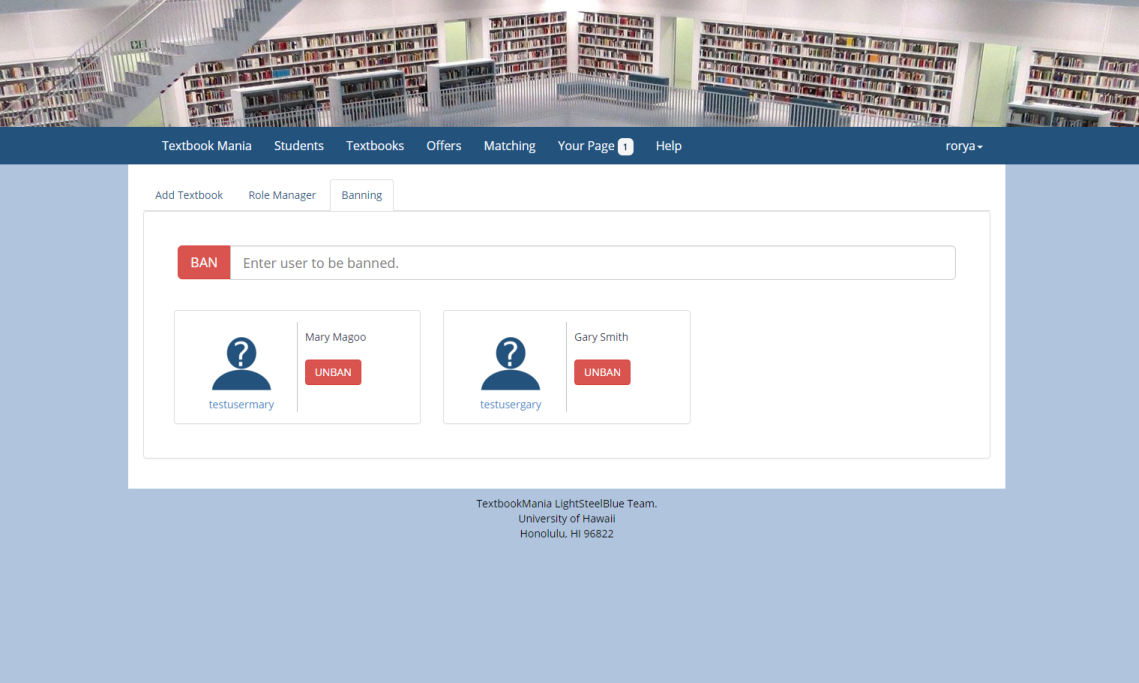 Textbook Mania Students Textbooks Offers Matching Your Page 1 Help rorya
Add Textbook Role Manager Banning
BAN Enter user to be banned.
Mary Magoo
UNBAN
testusermary
Gary Smith
UNBAN
testusergary
TextbookMania LightSteelBlue Team.
University of Hawaii
Honolulu, HI 96822